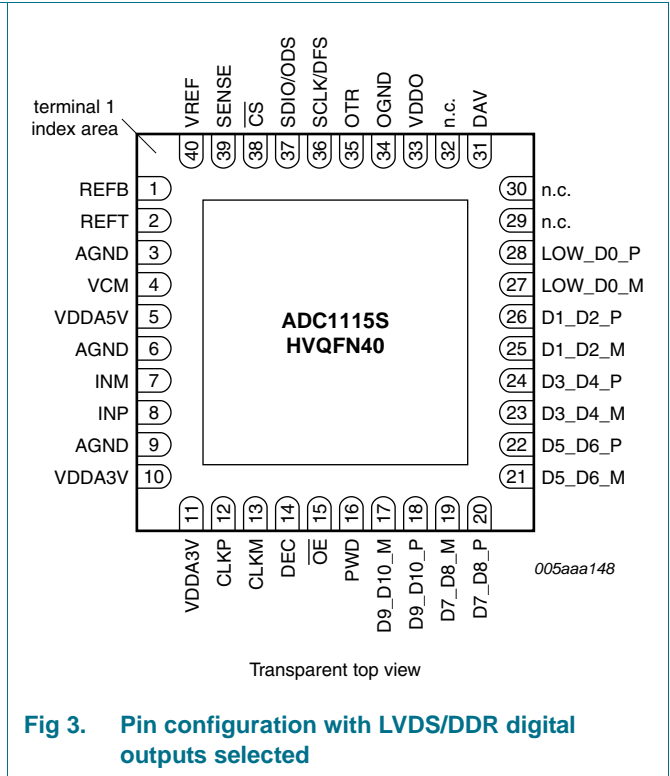 terminal 1
index area
40 VREF
39 SENSE
38 C̅S̅
37 SDIO/ODS
36 SCLK/DFS
35 OTR
34 OGND
33 VDDO
32 n.c.
31 DAV
REFB 1
REFT 2
AGND 3
VCM 4
VDDA5V 5
AGND 6
INM 7
INP 8
AGND 9
VDDA3V 10
ADC1115S
HVQFN40
30 n.c.
29 n.c.
28 LOW_D0_P
27 LOW_D0_M
26 D1_D2_P
25 D1_D2_M
24 D3_D4_P
23 D3_D4_M
22 D5_D6_P
21 D5_D6_M
VDDA3V 11
CLKP 12
CLKM 13
DEC 14
O̅E̅ 15
PWD 16
D9_D10_M 17
D9_D10_P 18
D7_D8_M 19
D7_D8_P 20
005aaa148
Transparent top view
Fig 3. Pin configuration with LVDS/DDR digital
outputs selected